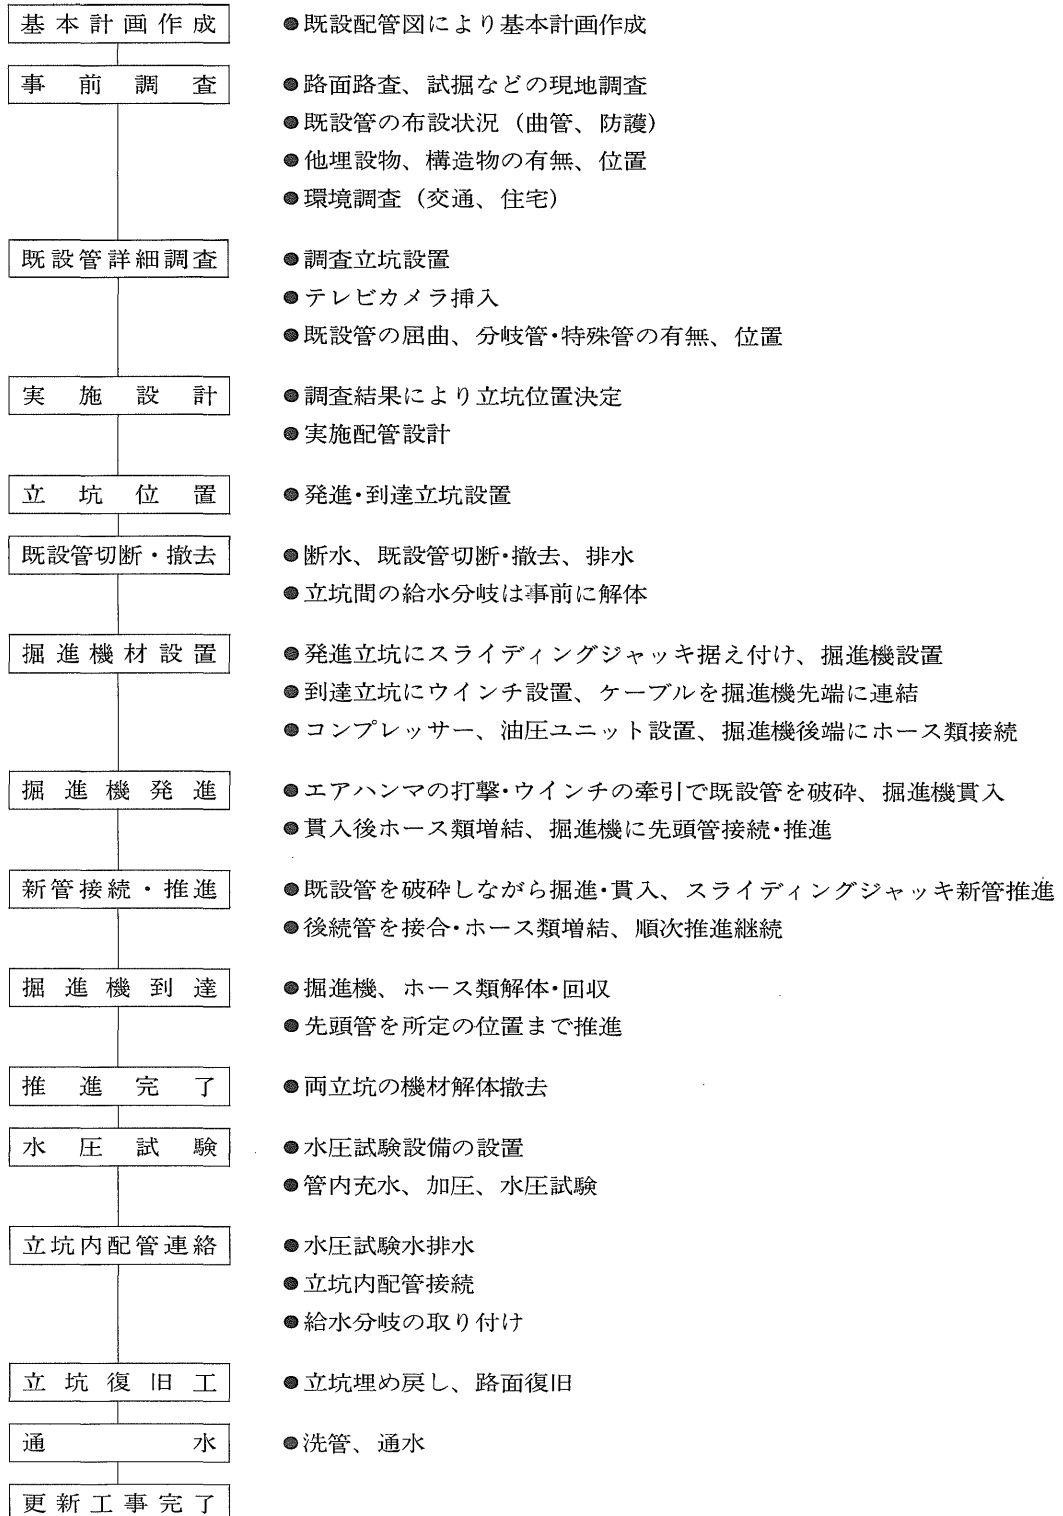 基本計画作成 ●既設配管図により基本計画作成
事前調査 ●路面路査、試掘などの現地調査
●既設管の布設状況（曲管、防護）
●他埋設物、構造物の有無、位置
●環境調査（交通、住宅）
既設管詳細調査 ●調査立坑設置
●テレビカメラ挿入
●既設管の屈曲、分岐管・特殊管の有無、位置
実施設計 ●調査結果により立坑位置決定
●実施配管設計
立坑位置 ●発進・到達立坑設置
既設管切断・撤去 ●断水、既設管切断・撤去、排水
●立坑間の給水分岐は事前に解体
掘進機材設置 ●発進立坑にスライディングジャッキ据え付け、掘進機設置
●到達立坑にウインチ設置、ケーブルを掘進機先端に連結
●コンプレッサー、油圧ユニット設置、掘進機後端にホース類接続
掘進機発進 ●エアハンマの打撃・ウインチの牽引で既設管を破砕、掘進機貫入
●貫入後ホース類増結、掘進機に先頭管接続・推進
新管接続・推進 ●既設管を破砕しながら掘進・貫入、スライディングジャッキ新管推進
●後続管を接合・ホース類増結、順次推進継続
掘進機到達 ●掘進機、ホース類解体・回収
●先頭管を所定の位置まで推進
推進完了 ●両立坑の機材解体撤去
水圧試験 ●水圧試験設備の設置
●管内充水、加圧、水圧試験
立坑内配管連絡 ●水圧試験水排水
●立坑内配管接続
●給水分岐の取り付け
立坑復旧工 ●立坑埋め戻し、路面復旧
通水 ●洗管、通水
更新工事完了